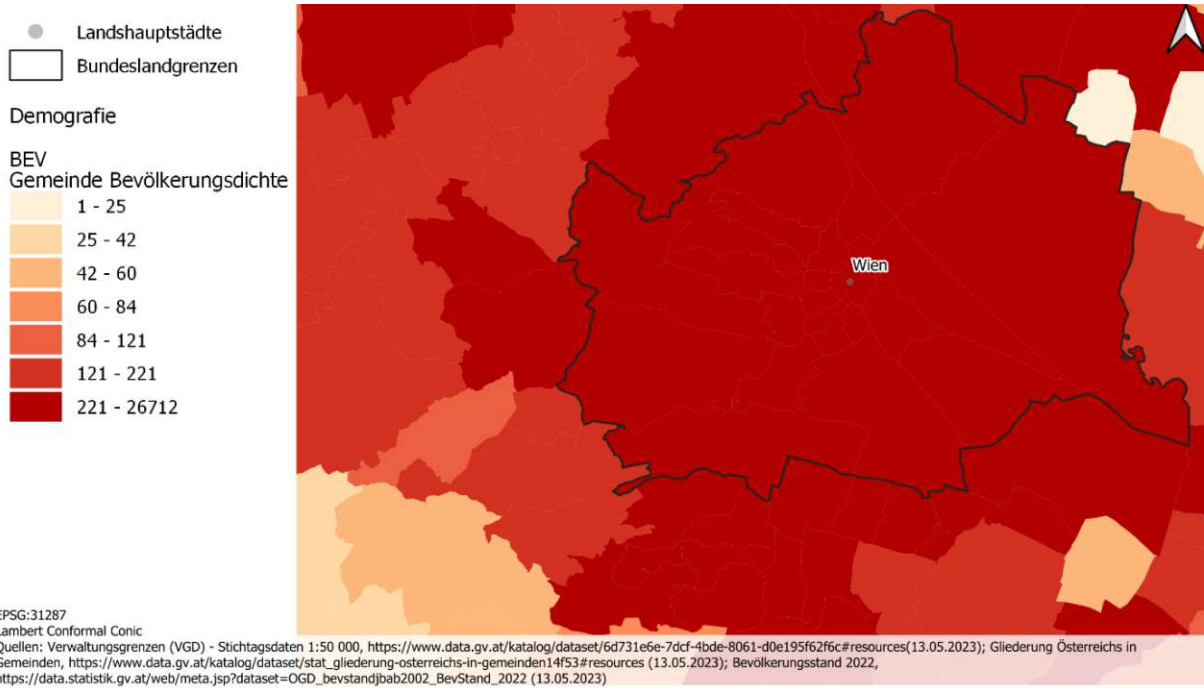 Landshauptstädte
Bundeslandgrenzen
Demografie
BEV
Gemeinde Bevölkerungsdichte
1 - 25
25 - 42
42 - 60
60 - 84
84 - 121
121 - 221
221 - 26712
Wien
EPSG:31287
Lambert Conformal Conic
Quellen: Verwaltungsgrenzen (VGD) - Stichtagsdaten 1:50 000, https://www.data.gv.at/katalog/dataset/6d731e6e-7dcf-4bde-8061-d0e195f62f6c#resources(13.05.2023); Gliederung Österreichs in
Gemeinden, https://www.data.gv.at/katalog/dataset/stat_gliederung-osterreichs-in-gemeinden14f53#resources (13.05.2023); Bevölkerungsstand 2022,
https://data.statistik.gv.at/web/meta.jsp?dataset=OGD_bevstandjbab2002_BevStand_2022 (13.05.2023)